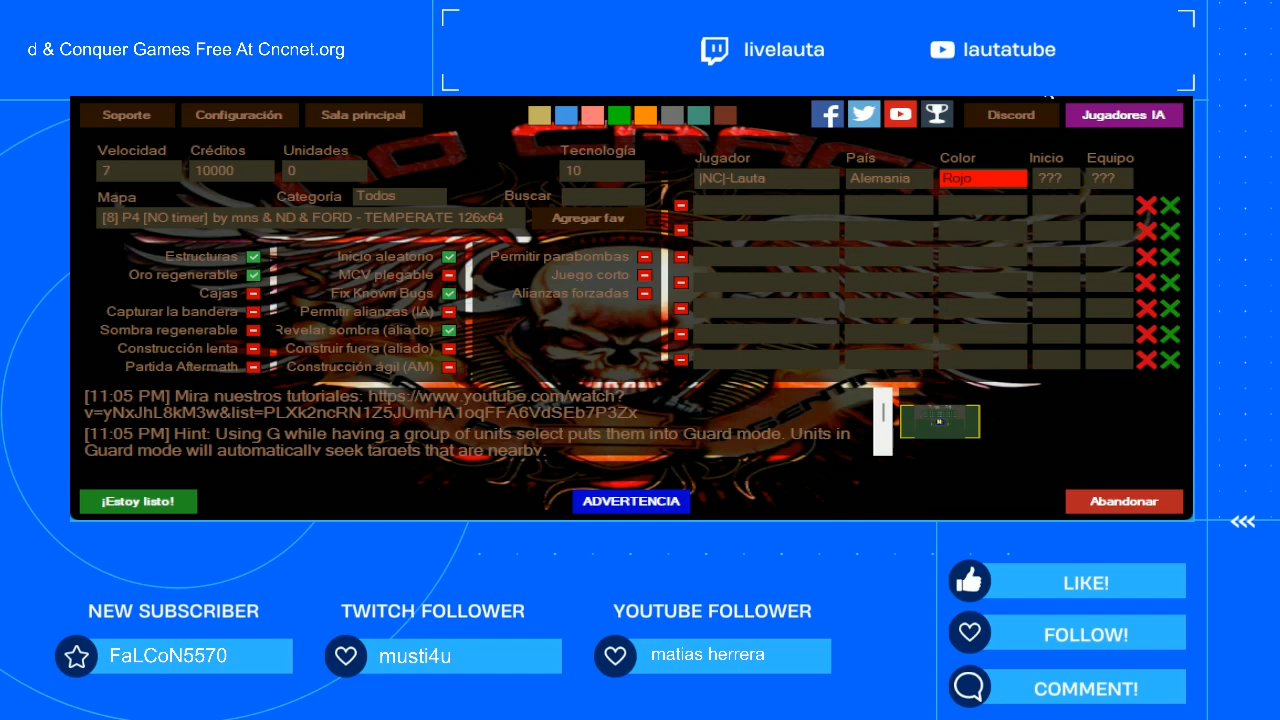 d & Conquer Games Free At Cncnet.org
livelauta
lautatube
Soporte
Configuración
Sala principal
Discord
Jugadores IA
Velocidad
Créditos
Unidades
Tecnología
7
10000
0
10
Jugador
País
Color
Inicio
Equipo
|NC|-Lauta
Alemania
Rojo
???
???
Mapa
Categoría
Todos
Buscar
[8] P4 [NO timer] by mns & ND & FORD - TEMPERATE 126x64
Agregar fav
Estructuras
Inicio aleatorio
Permitir parabombas
Oro regenerable
MCV plegable
Juego corto
Cajas
Fix Known Bugs
Alianzas forzadas
Capturar la bandera
Permitir alianzas (IA)
Sombra regenerable
Revelar sombra (aliado)
Construcción lenta
Construir fuera (aliado)
Partida Aftermath
Construcción ágil (AM)
[11:05 PM] Mira nuestros tutoriales: https://www.youtube.com/watch?
v=yNxJhL8kM3w&list=PLXk2ncRN1Z5JUmHA1oqFFA6VdSEb7P3Zx
[11:05 PM] Hint: Using G while having a group of units select puts them into Guard mode. Units in
Guard mode will automatically seek targets that are nearby.
¡Estoy listo!
ADVERTENCIA
Abandonar
NEW SUBSCRIBER
TWITCH FOLLOWER
YOUTUBE FOLLOWER
FaLCoN5570
musti4u
matias herrera
LIKE!
FOLLOW!
COMMENT!